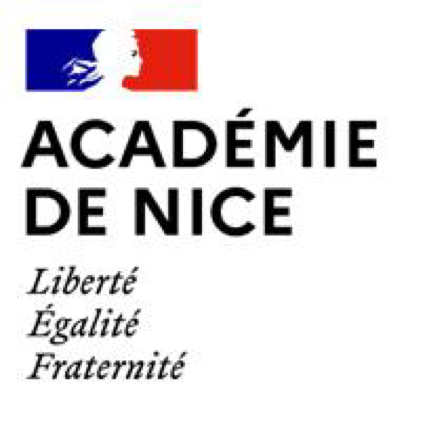 ACADÉMIE
DE NICE
Liberté
Égalité
Fraternité